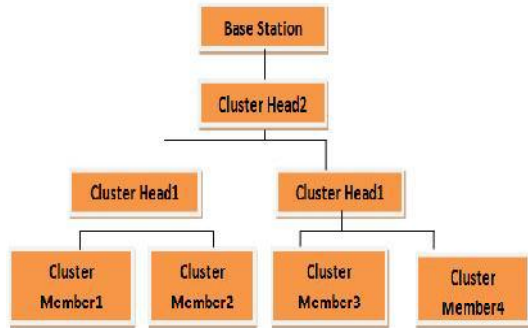 Base Station
Cluster Head2
Cluster Head1
Cluster Head1
Cluster
Member1
Cluster
Member2
Cluster
Member3
Cluster
Member4